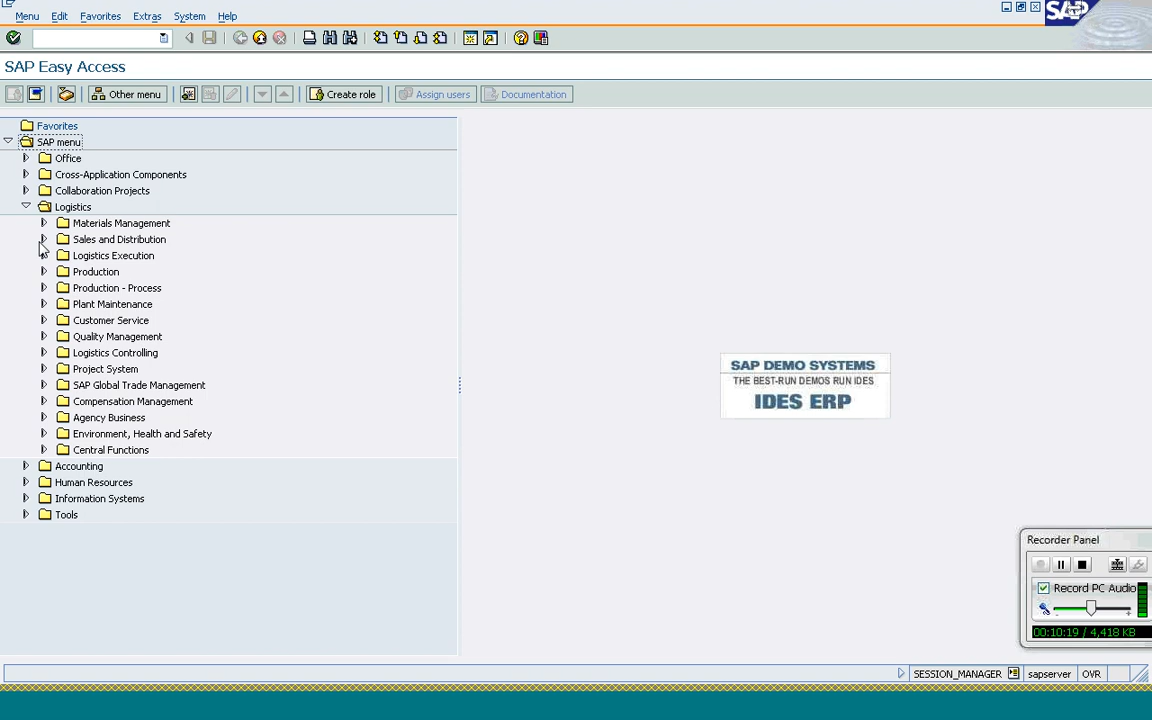 Menu Edit Favorites Extras System Help
SAP
SAP Easy Access
Other menu Create role Assign users Documentation
Favorites
SAP menu
Office
Cross-Application Components
Collaboration Projects
Logistics
Materials Management
Sales and Distribution
Logistics Execution
Production
Production - Process
Plant Maintenance
Customer Service
Quality Management
Logistics Controlling
Project System
SAP Global Trade Management
Compensation Management
Agency Business
Environment, Health and Safety
Central Functions
Accounting
Human Resources
Information Systems
Tools
SAP DEMO SYSTEMS
THE BEST-RUN DEMOS RUN IDES
IDES ERP
Recorder Panel
Record PC Audio
- +
00:10:19 / 4,418 KB
SESSION_MANAGER sapserver OVR